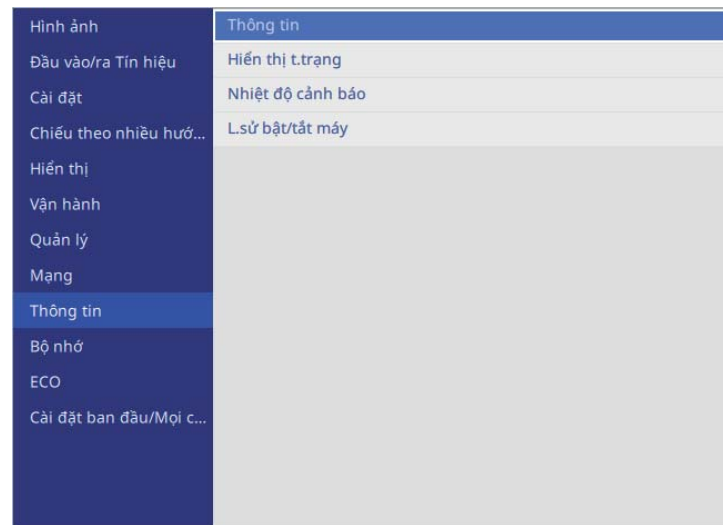 Hình ảnh
Đầu vào/ra Tín hiệu
Cài đặt
Chiếu theo nhiều hướ...
Hiển thị
Vận hành
Quản lý
Mạng
Thông tin
Bộ nhớ
ECO
Cài đặt ban đầu/Mọi c...
Thông tin
Hiển thị t.trạng
Nhiệt độ cảnh báo
L.sử bật/tắt máy